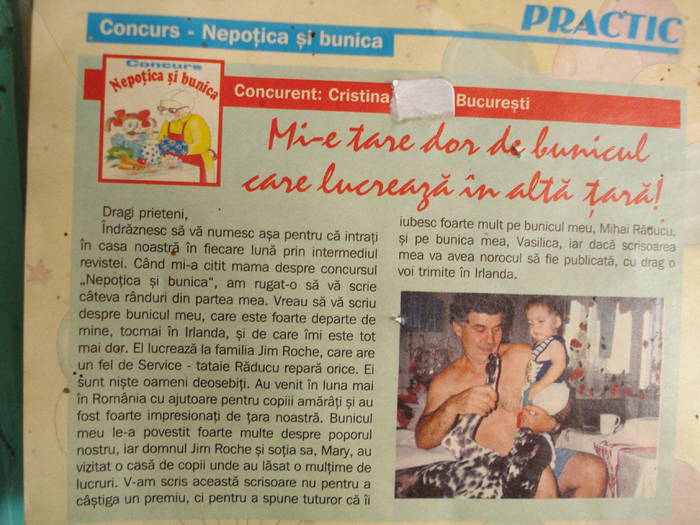 PRACTIC
Concurs - Nepoțica și bunica
Concurs
Nepoțica și bunica
Concurent: Cristina București
Mi-e tare dor de bunicul
care lucrează în altă țară!
Dragi prieteni,
Îndrăznesc să vă numesc așa pentru că intrați
în casa noastră în fiecare lună prin intermediul
revistei. Când mi-a citit mama despre concursul
„Nepoțica și bunica”, am rugat-o să vă scrie
câteva rânduri din partea mea. Vreau să vă scriu
despre bunicul meu, care este foarte departe de
mine, tocmai în Irlanda, și de care îmi este tot
mai dor. El lucrează la familia Jim Roche, care are
un fel de Service - tataie Răducu repară orice. Ei
sunt niște oameni deosebiți. Au venit în luna mai
în România cu ajutoare pentru copiii amărâți și au
fost foarte impresionați de țara noastră. Bunicul
meu le-a povestit foarte multe despre poporul
nostru, iar domnul Jim Roche și soția sa, Mary, au
vizitat o casă de copii unde au lăsat o mulțime de
lucruri. V-am scris această scrisoare nu pentru a
câștiga un premiu, ci pentru a spune tuturor că îl
iubesc foarte mult pe bunicul meu, Mihai Răducu,
și pe bunica mea, Vasilica, iar dacă scrisoarea
mea va avea norocul să fie publicată, cu drag o
voi trimite în Irlanda.